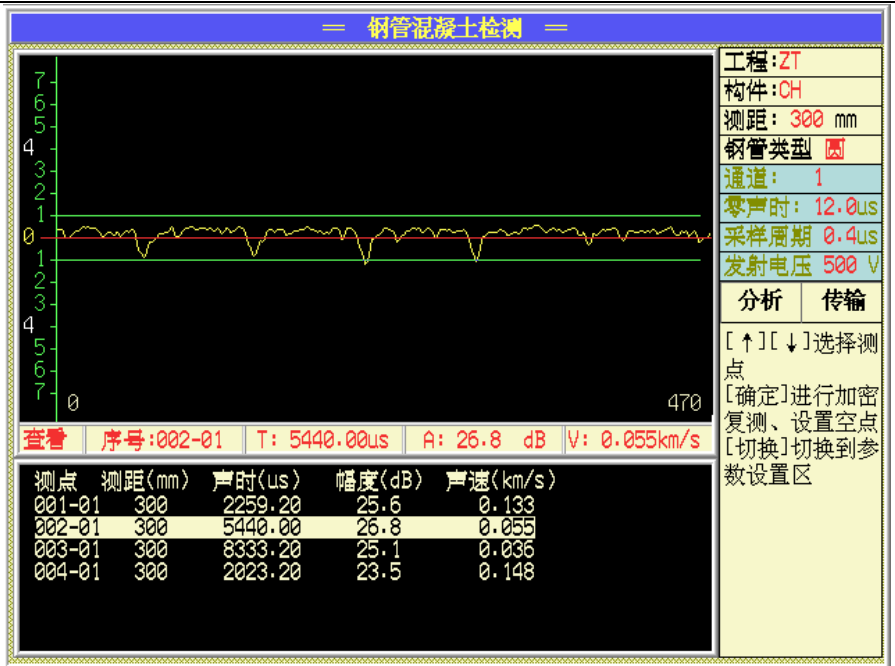 ═ 钢管混凝土检测 ═
7
6
5
4
3
2
1
0
1
2
3
4
5
6
7
0 470
工程:ZT
构件:CH
测距: 300 mm
钢管类型 圆
通道: 1
零声时: 12.0us
采样周期 0.4us
发射电压 500 V
分析 传输
[↑][↓]选择测
点
[确定]进行加密
复测、设置空点
[切换]切换到参
数设置区
查看 序号:002-01 T: 5440.00us A: 26.8 dB V: 0.055km/s
测点 测距(mm) 声时(us) 幅度(dB) 声速(km/s)
001-01 300 2259.20 25.6 0.133
002-01 300 5440.00 26.8 0.055
003-01 300 8333.20 25.1 0.036
004-01 300 2023.20 23.5 0.148